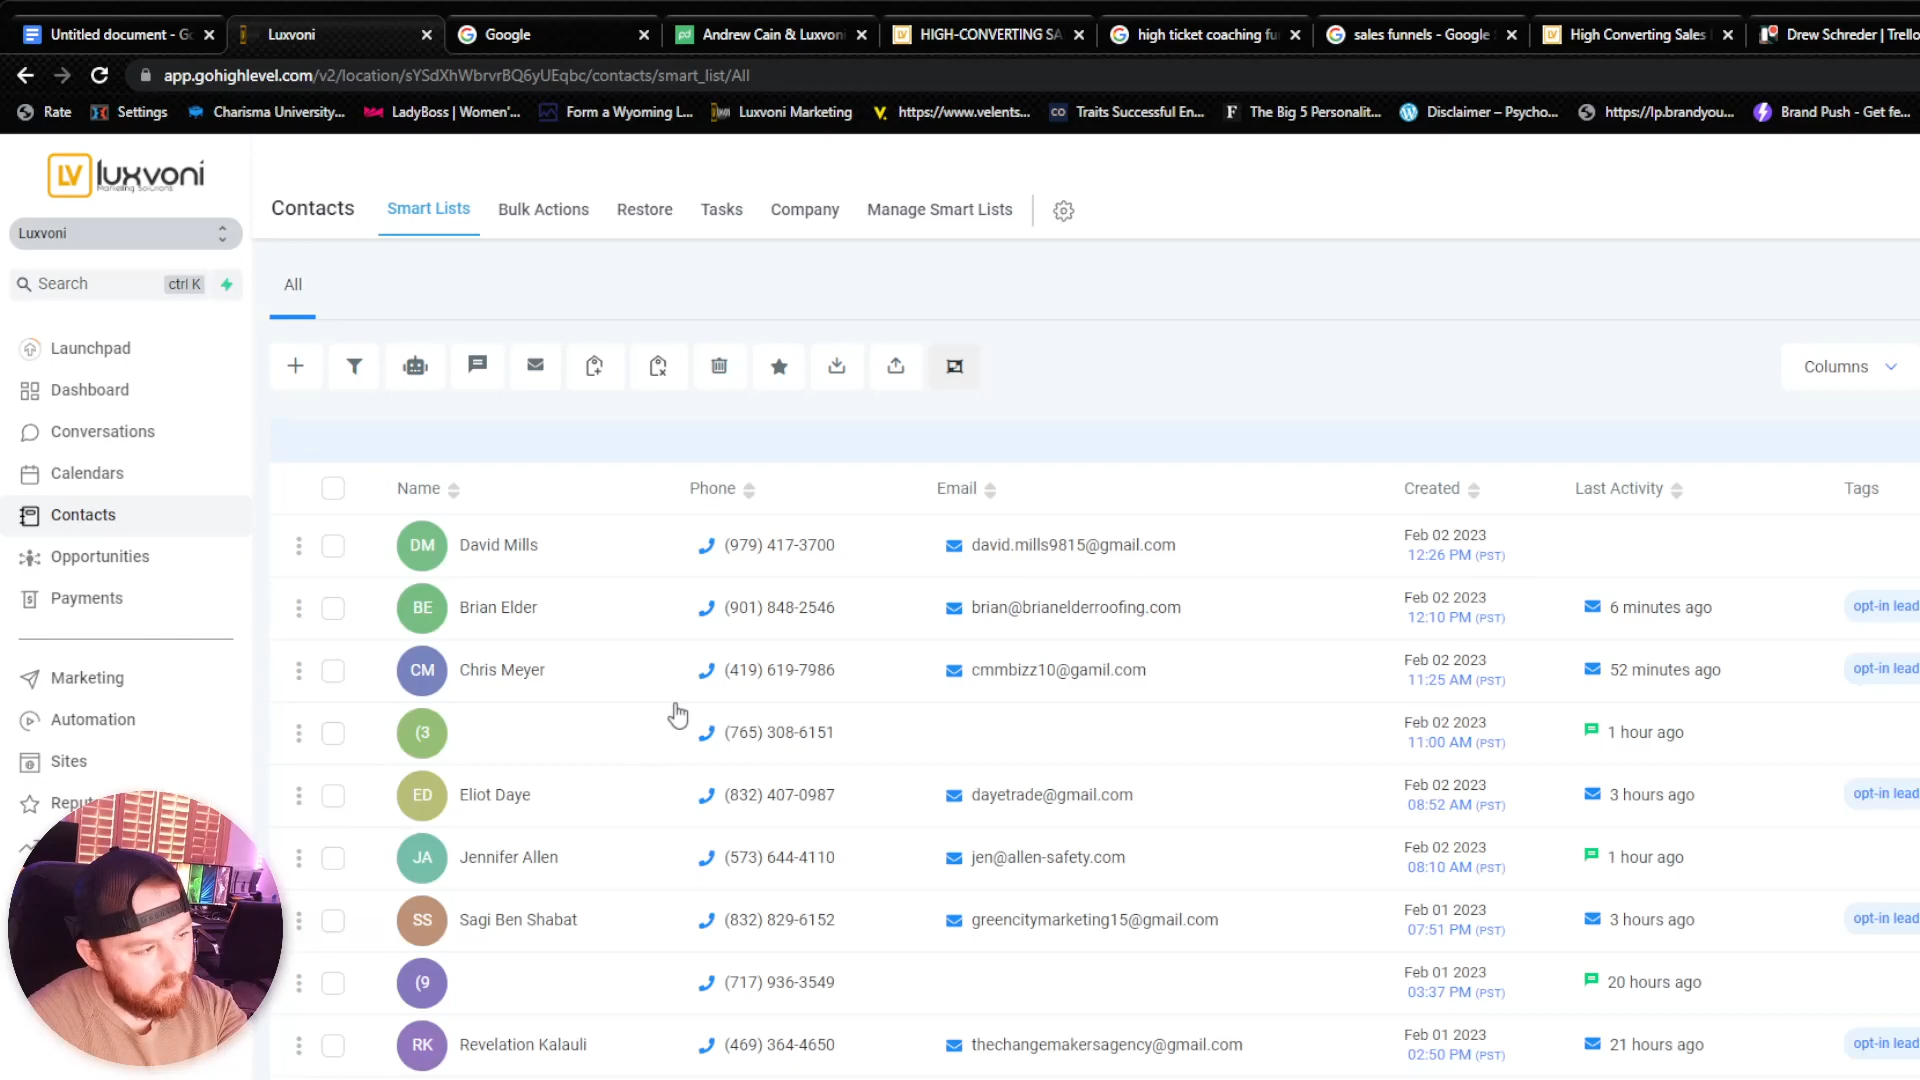 Untitled document - Go
Luxvoni
Google
Andrew Cain & Luxvoni
HIGH-CONVERTING SA
high ticket coaching fu
sales funnels - Google
High Converting Sales
Drew Schreder | Trello
app.gohighlevel.com/v2/location/sYSdXhWbrvrBQ6yUEqbc/contacts/smart_list/All
Rate
Settings
Charisma University...
LadyBoss | Women'...
Form a Wyoming L...
Luxvoni Marketing
https://www.velents...
Traits Successful En...
The Big 5 Personalit...
Disclaimer – Psycho...
https://lp.brandyou...
Brand Push - Get fe...
LV luxvoni
Marketing Solutions
Luxvoni
Search ctrl K
Launchpad
Dashboard
Conversations
Calendars
Contacts
Opportunities
Payments
Marketing
Automation
Sites
Reput
Contacts Smart Lists Bulk Actions Restore Tasks Company Manage Smart Lists
All
Columns
Name Phone Email Created Last Activity Tags
DM David Mills (979) 417-3700 david.mills9815@gmail.com Feb 02 2023
12:26 PM (PST)
BE Brian Elder (901) 848-2546 brian@brianelderroofing.com Feb 02 2023
12:10 PM (PST) 6 minutes ago opt-in lead
CM Chris Meyer (419) 619-7986 cmmbizz10@gamil.com Feb 02 2023
11:25 AM (PST) 52 minutes ago opt-in lead
(3 (765) 308-6151 Feb 02 2023
11:00 AM (PST) 1 hour ago
ED Eliot Daye (832) 407-0987 dayetrade@gmail.com Feb 02 2023
08:52 AM (PST) 3 hours ago opt-in lead
JA Jennifer Allen (573) 644-4110 jen@allen-safety.com Feb 02 2023
08:10 AM (PST) 1 hour ago
SS Sagi Ben Shabat (832) 829-6152 greencitymarketing15@gmail.com Feb 01 2023
07:51 PM (PST) 3 hours ago opt-in lead
(9 (717) 936-3549 Feb 01 2023
03:37 PM (PST) 20 hours ago
RK Revelation Kalauli (469) 364-4650 thechangemakersagency@gmail.com Feb 01 2023
02:50 PM (PST) 21 hours ago opt-in lead